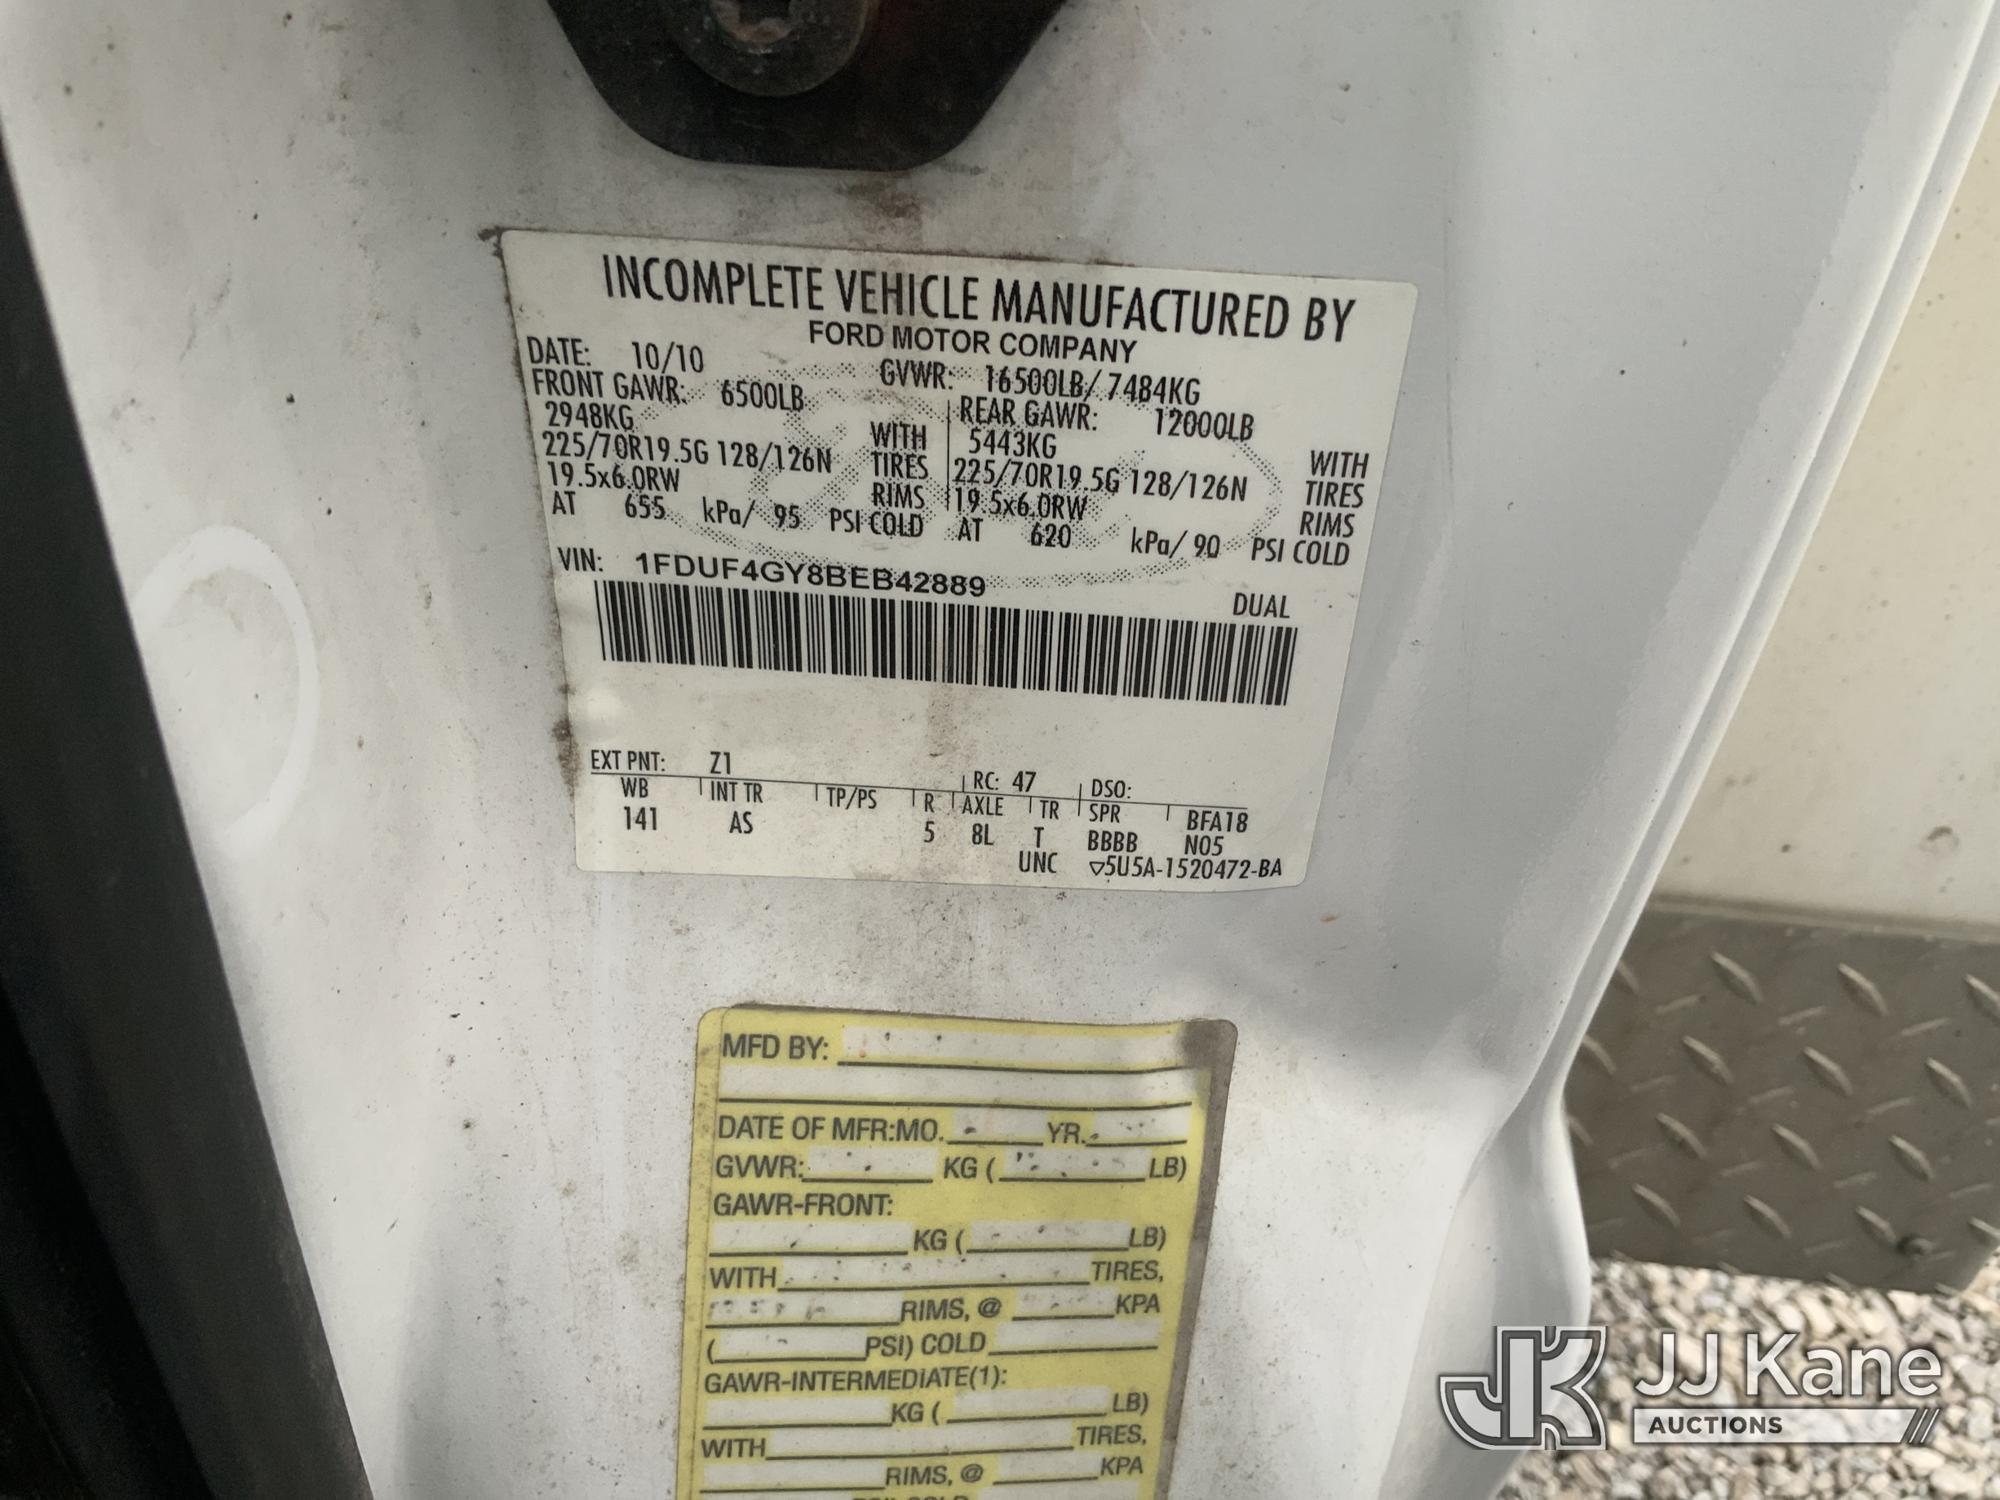 INCOMPLETE VEHICLE MANUFACTURED BY
FORD MOTOR COMPANY
DATE: 10/10 GVWR: 16500LB/ 7484KG
FRONT GAWR: 6500LB REAR GAWR: 12000LB
2948KG WITH 5443KG WITH
225/70R19.5G 128/126N TIRES 225/70R19.5G 128/126N TIRES
19.5x6.0RW RIMS 19.5x6.0RW RIMS
AT 655 kPa/ 95 PSI COLD AT 620 kPa/ 90 PSI COLD
VIN: 1FDUF4GY8BEB42889
DUAL
EXT PNT: Z1 RC: 47 DSO:
WB INT TR TP/PS R AXLE TR SPR BFA18
141 AS 5 8L T BBBB N05
UNC ▽5U5A-1520472-BA
MFD BY:
DATE OF MFR:MO. YR.
GVWR: KG ( LB)
GAWR-FRONT:
KG ( LB)
WITH TIRES,
RIMS, @ KPA
( PSI) COLD
GAWR-INTERMEDIATE(1):
KG ( LB)
WITH TIRES,
RIMS, @ KPA
JK JJ Kane
AUCTIONS